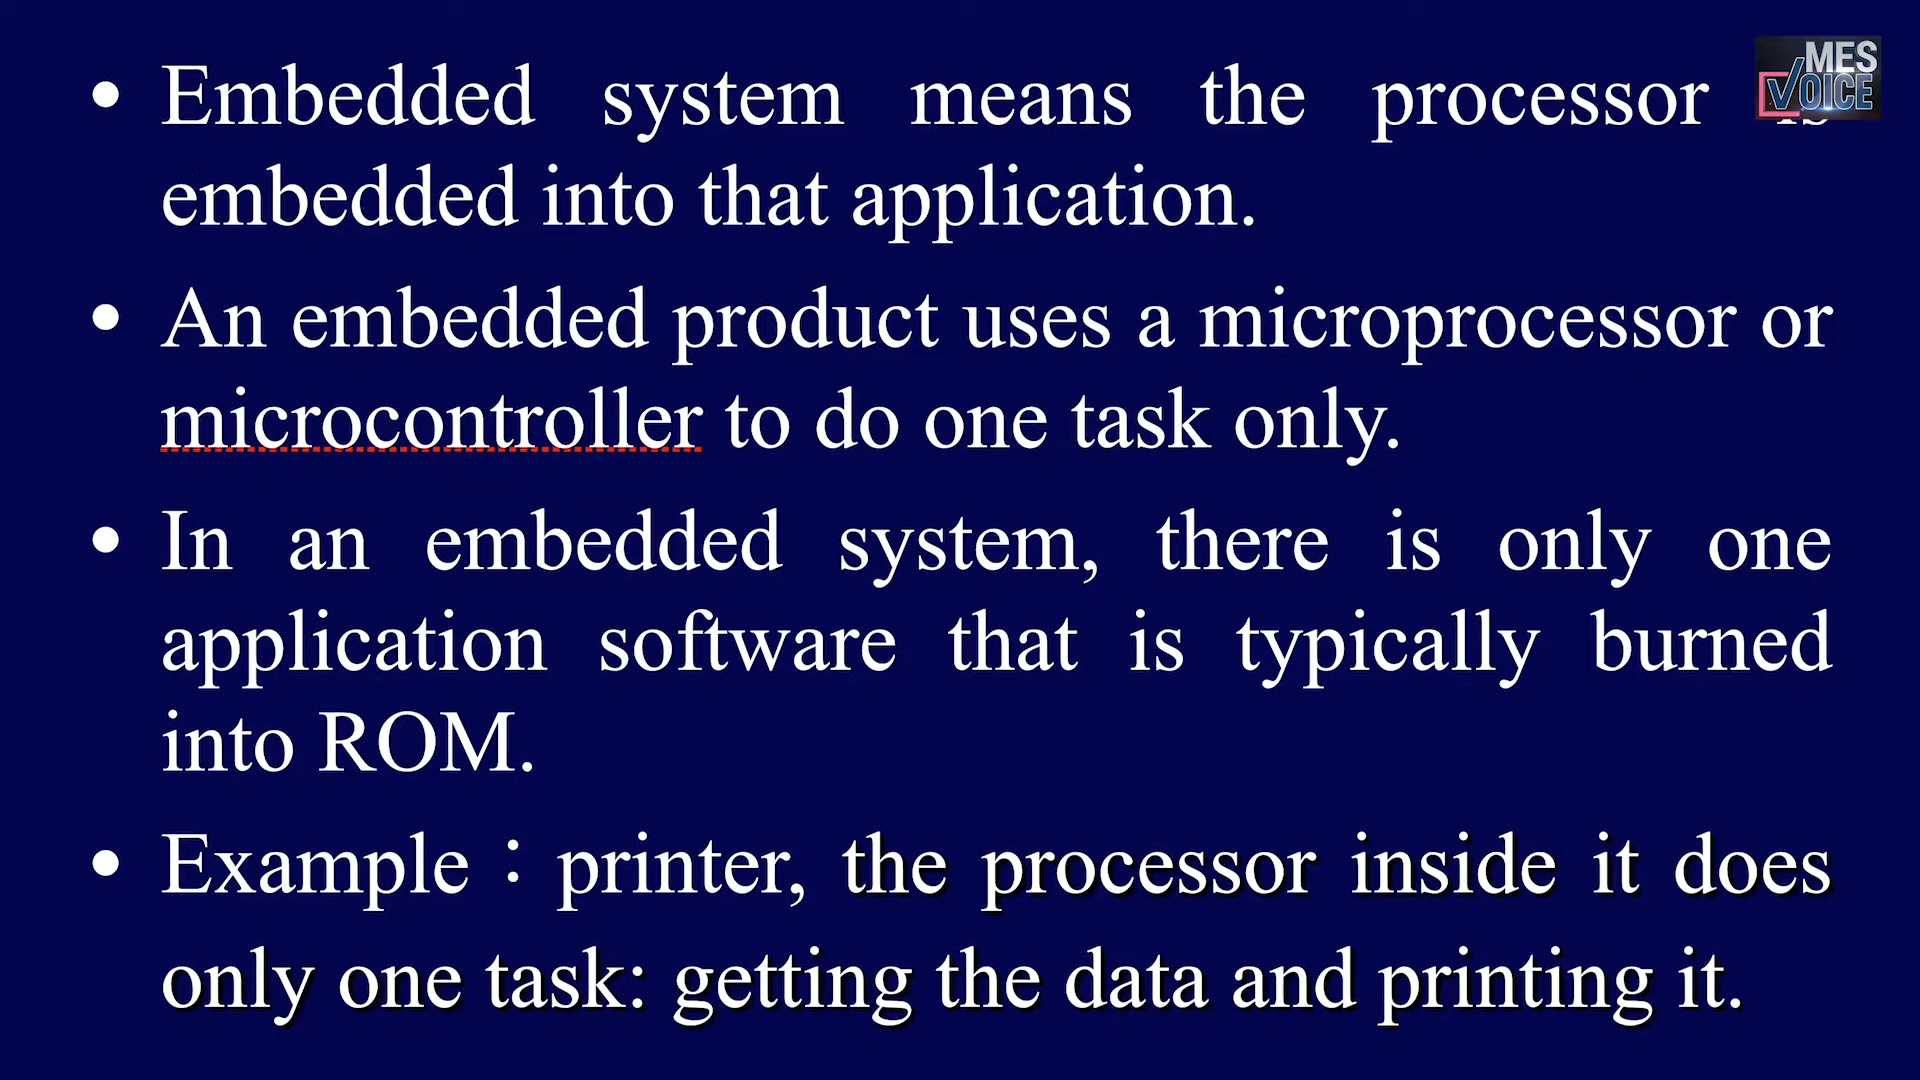 • Embedded system means the processor is
embedded into that application.
• An embedded product uses a microprocessor or
microcontroller to do one task only.
• In an embedded system, there is only one
application software that is typically burned
into ROM.
• Example : printer, the processor inside it does
only one task: getting the data and printing it.
MES
VOICE